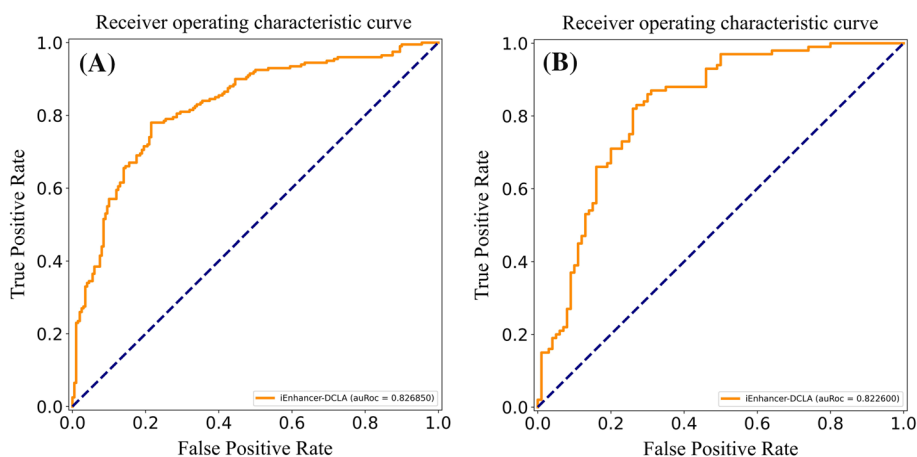 Receiver operating characteristic curve
(A)
True Positive Rate
1.0
0.8
0.6
0.4
0.2
0.0
0.0 0.2 0.4 0.6 0.8 1.0
False Positive Rate
iEnhancer-DCLA (auRoc = 0.826850)
Receiver operating characteristic curve
(B)
True Positive Rate
1.0
0.8
0.6
0.4
0.2
0.0
0.0 0.2 0.4 0.6 0.8 1.0
False Positive Rate
iEnhancer-DCLA (auRoc = 0.822600)